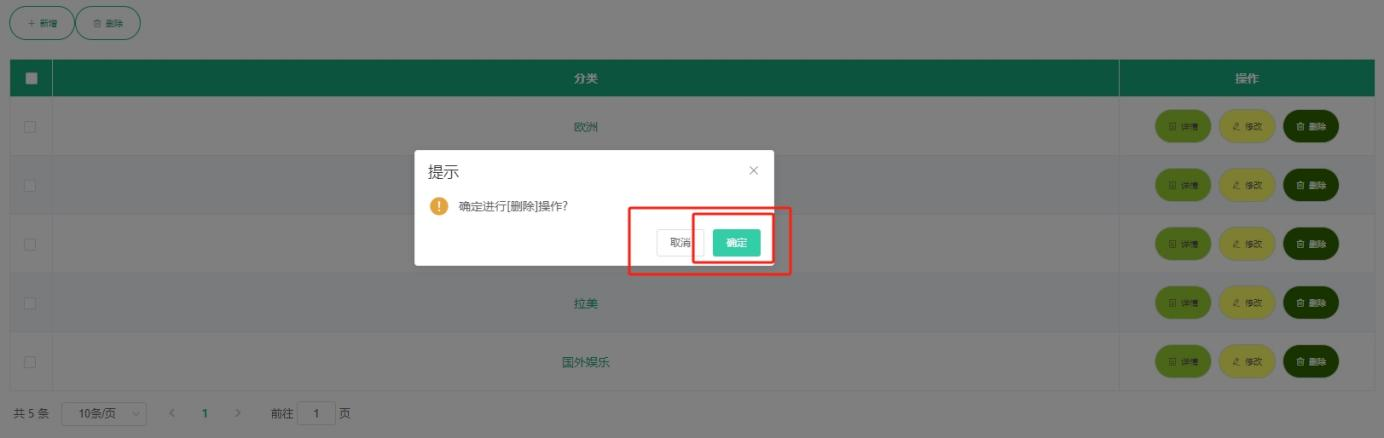 + 新增 删除
分类 操作
欧洲 详情 修改 删除
详情 修改 删除
提示
确定进行[删除]操作?
取消 确定
详情 修改 删除
拉美 详情 修改 删除
国外娱乐 详情 修改 删除
共 5 条 10条/页 1 前往 1 页